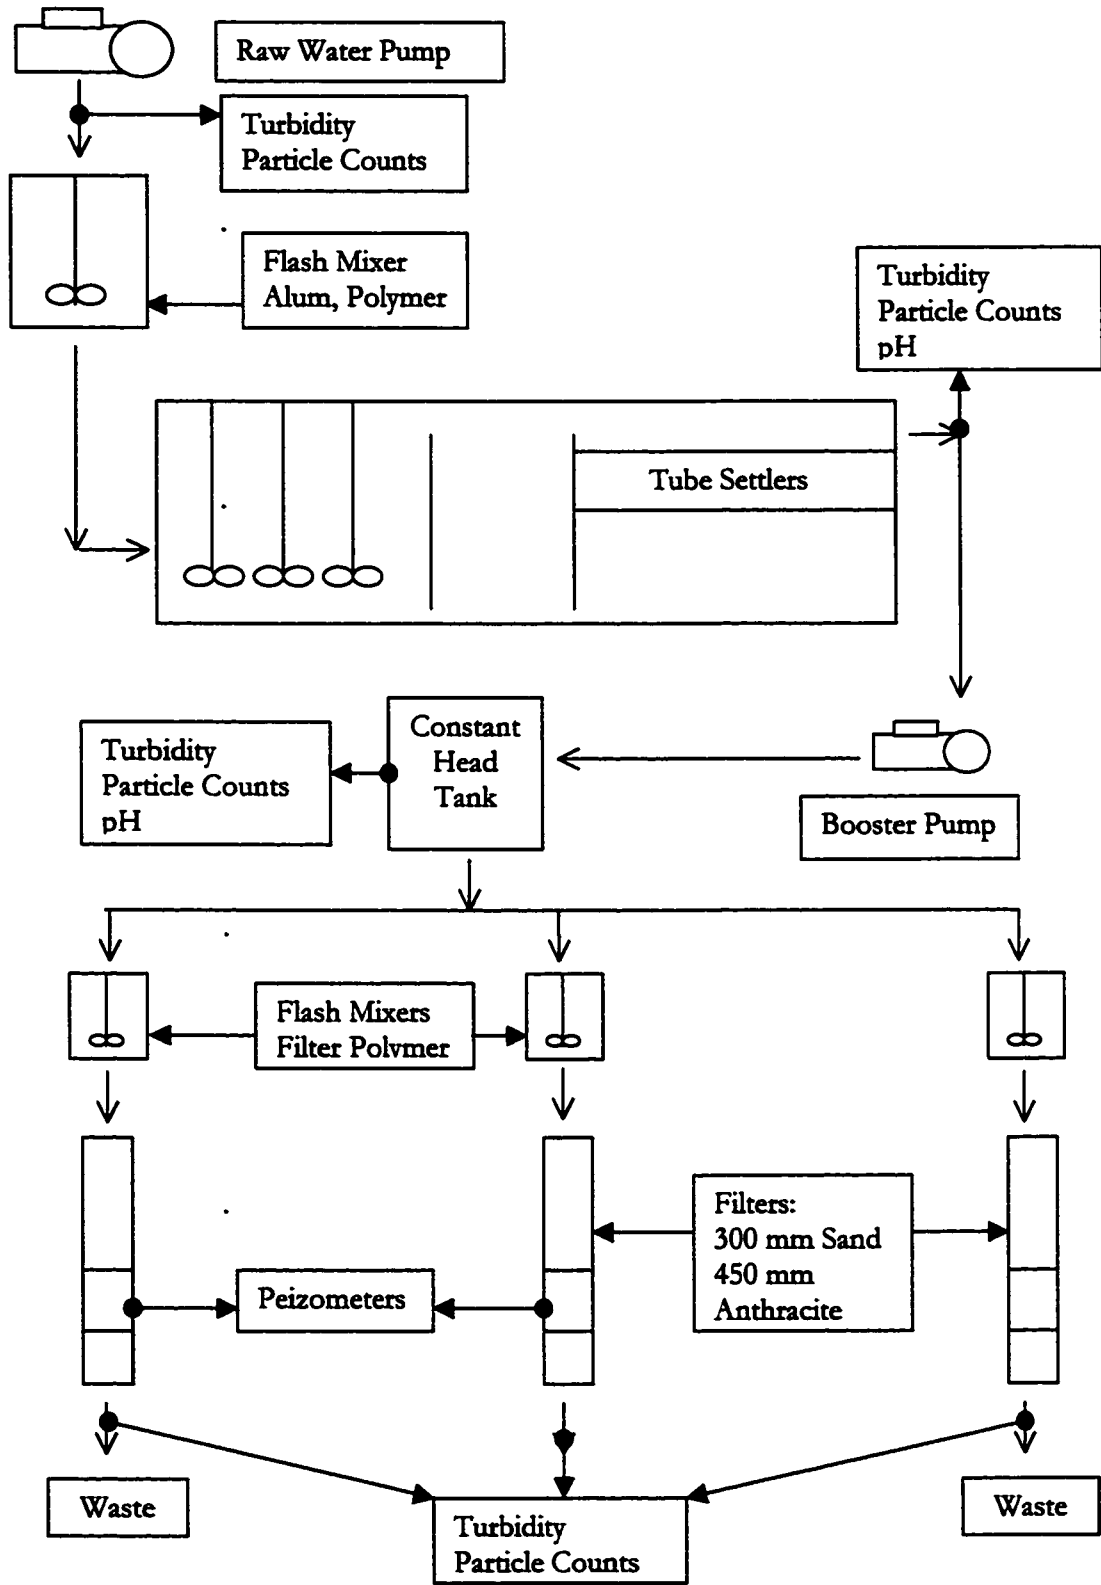 Raw Water Pump
Turbidity
Particle Counts
Flash Mixer
Alum, Polymer
Turbidity
Particle Counts
pH
Tube Settlers
Constant
Head
Tank
Turbidity
Particle Counts
pH
Booster Pump
Flash Mixers
Filter Polymer
Filters:
300 mm Sand
450 mm
Anthracite
Peizometers
Waste
Waste
Turbidity
Particle Counts